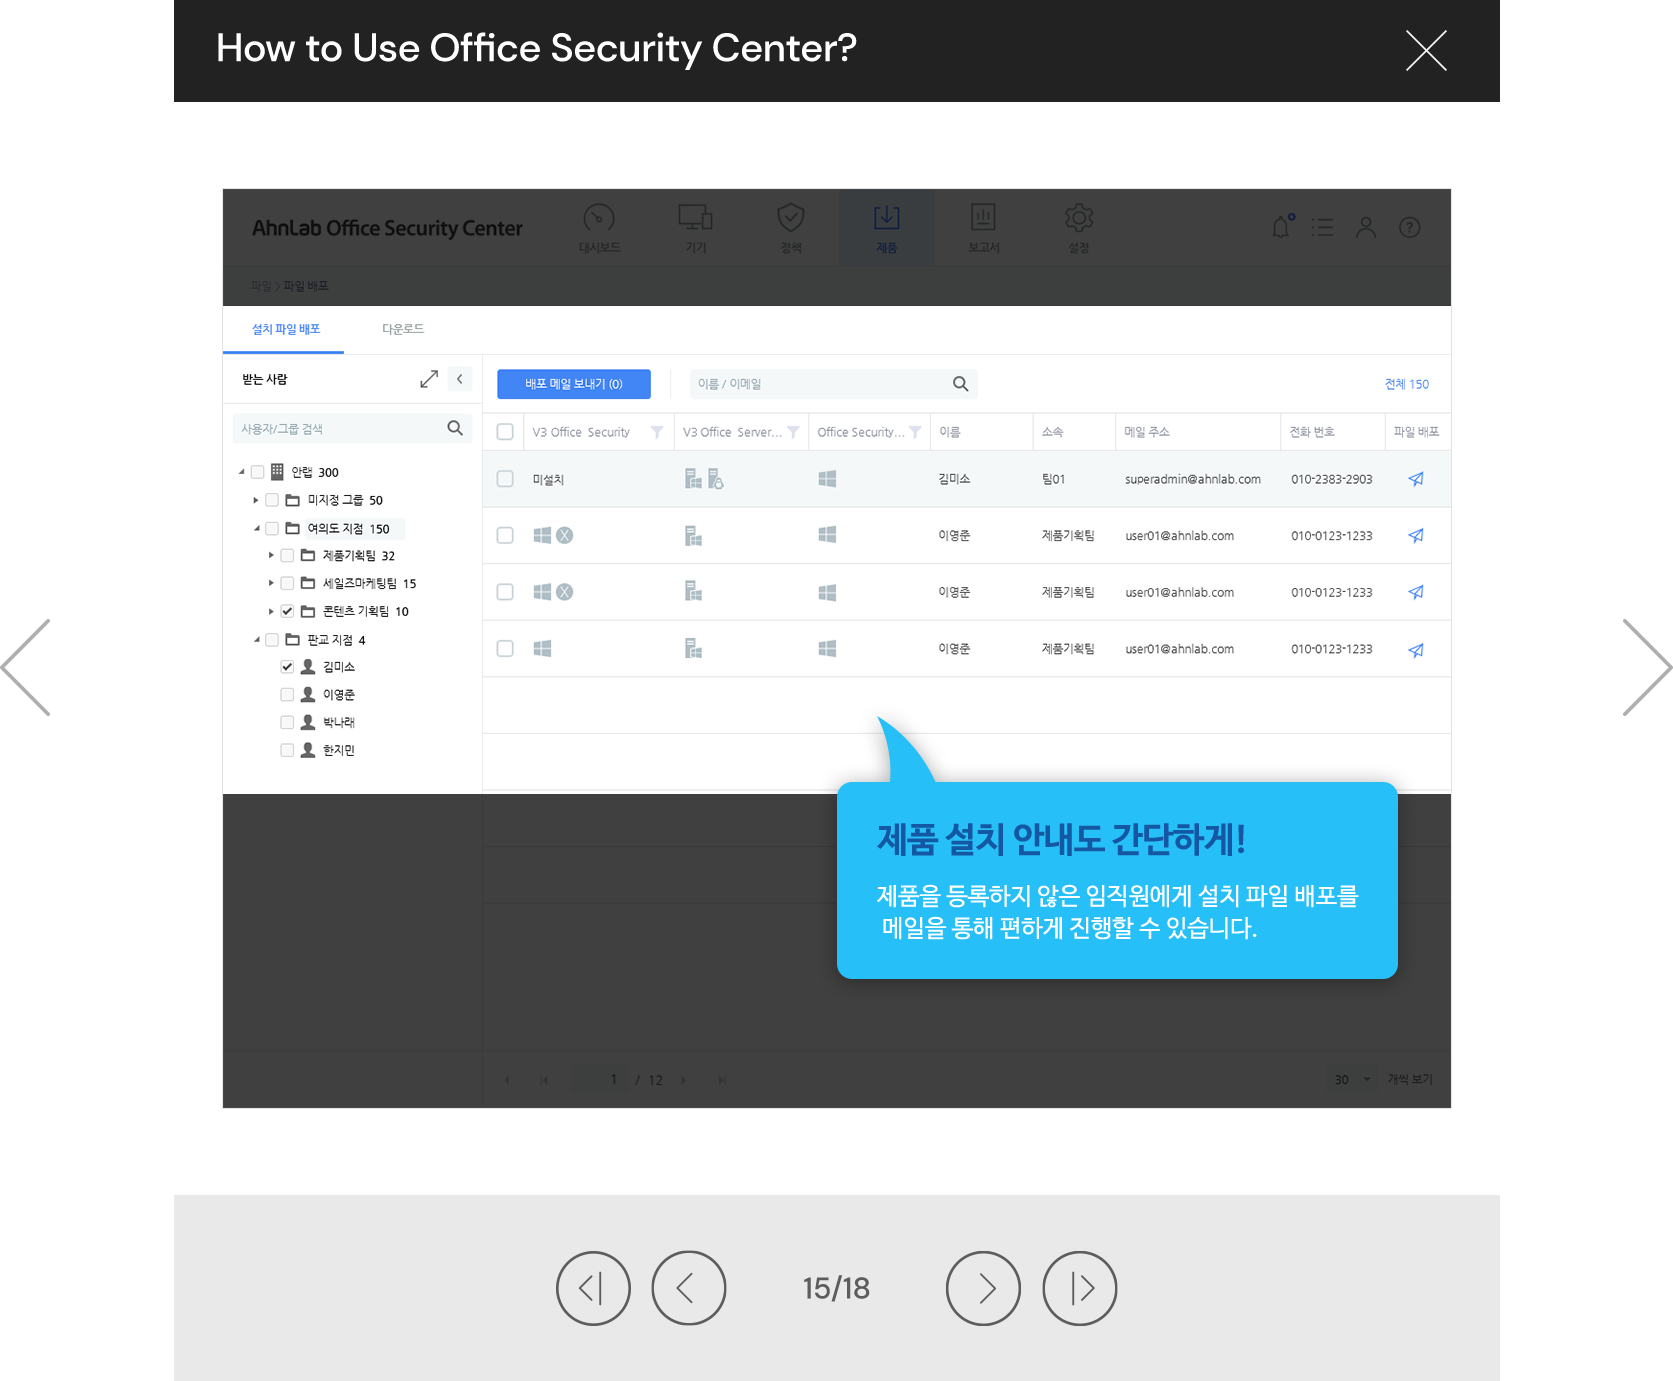 How to Use Office Security Center?
AhnLab Office Security Center
대시보드
기기
정책
제품
보고서
설정
파일 > 파일 배포
설치 파일 배포
다운로드
받는 사람
배포 메일 보내기 (0)
이름 / 이메일
전체 150
사용자/그룹 검색
V3 Office Security
V3 Office Server...
Office Security...
이름
소속
메일 주소
전화 번호
파일 배포
안랩 300
미지정 그룹 50
여의도 지점 150
제품기획팀 32
세일즈마케팅팀 15
콘텐츠 기획팀 10
판교 지점 4
김미소
이영준
박나래
한지민
미설치 김미소 팀01 superadmin@ahnlab.com 010-2383-2903
이영준 제품기획팀 user01@ahnlab.com 010-0123-1233
이영준 제품기획팀 user01@ahnlab.com 010-0123-1233
이영준 제품기획팀 user01@ahnlab.com 010-0123-1233
제품 설치 안내도 간단하게!
제품을 등록하지 않은 임직원에게 설치 파일 배포를
메일을 통해 편하게 진행할 수 있습니다.
1 / 12
30 개씩 보기
15/18